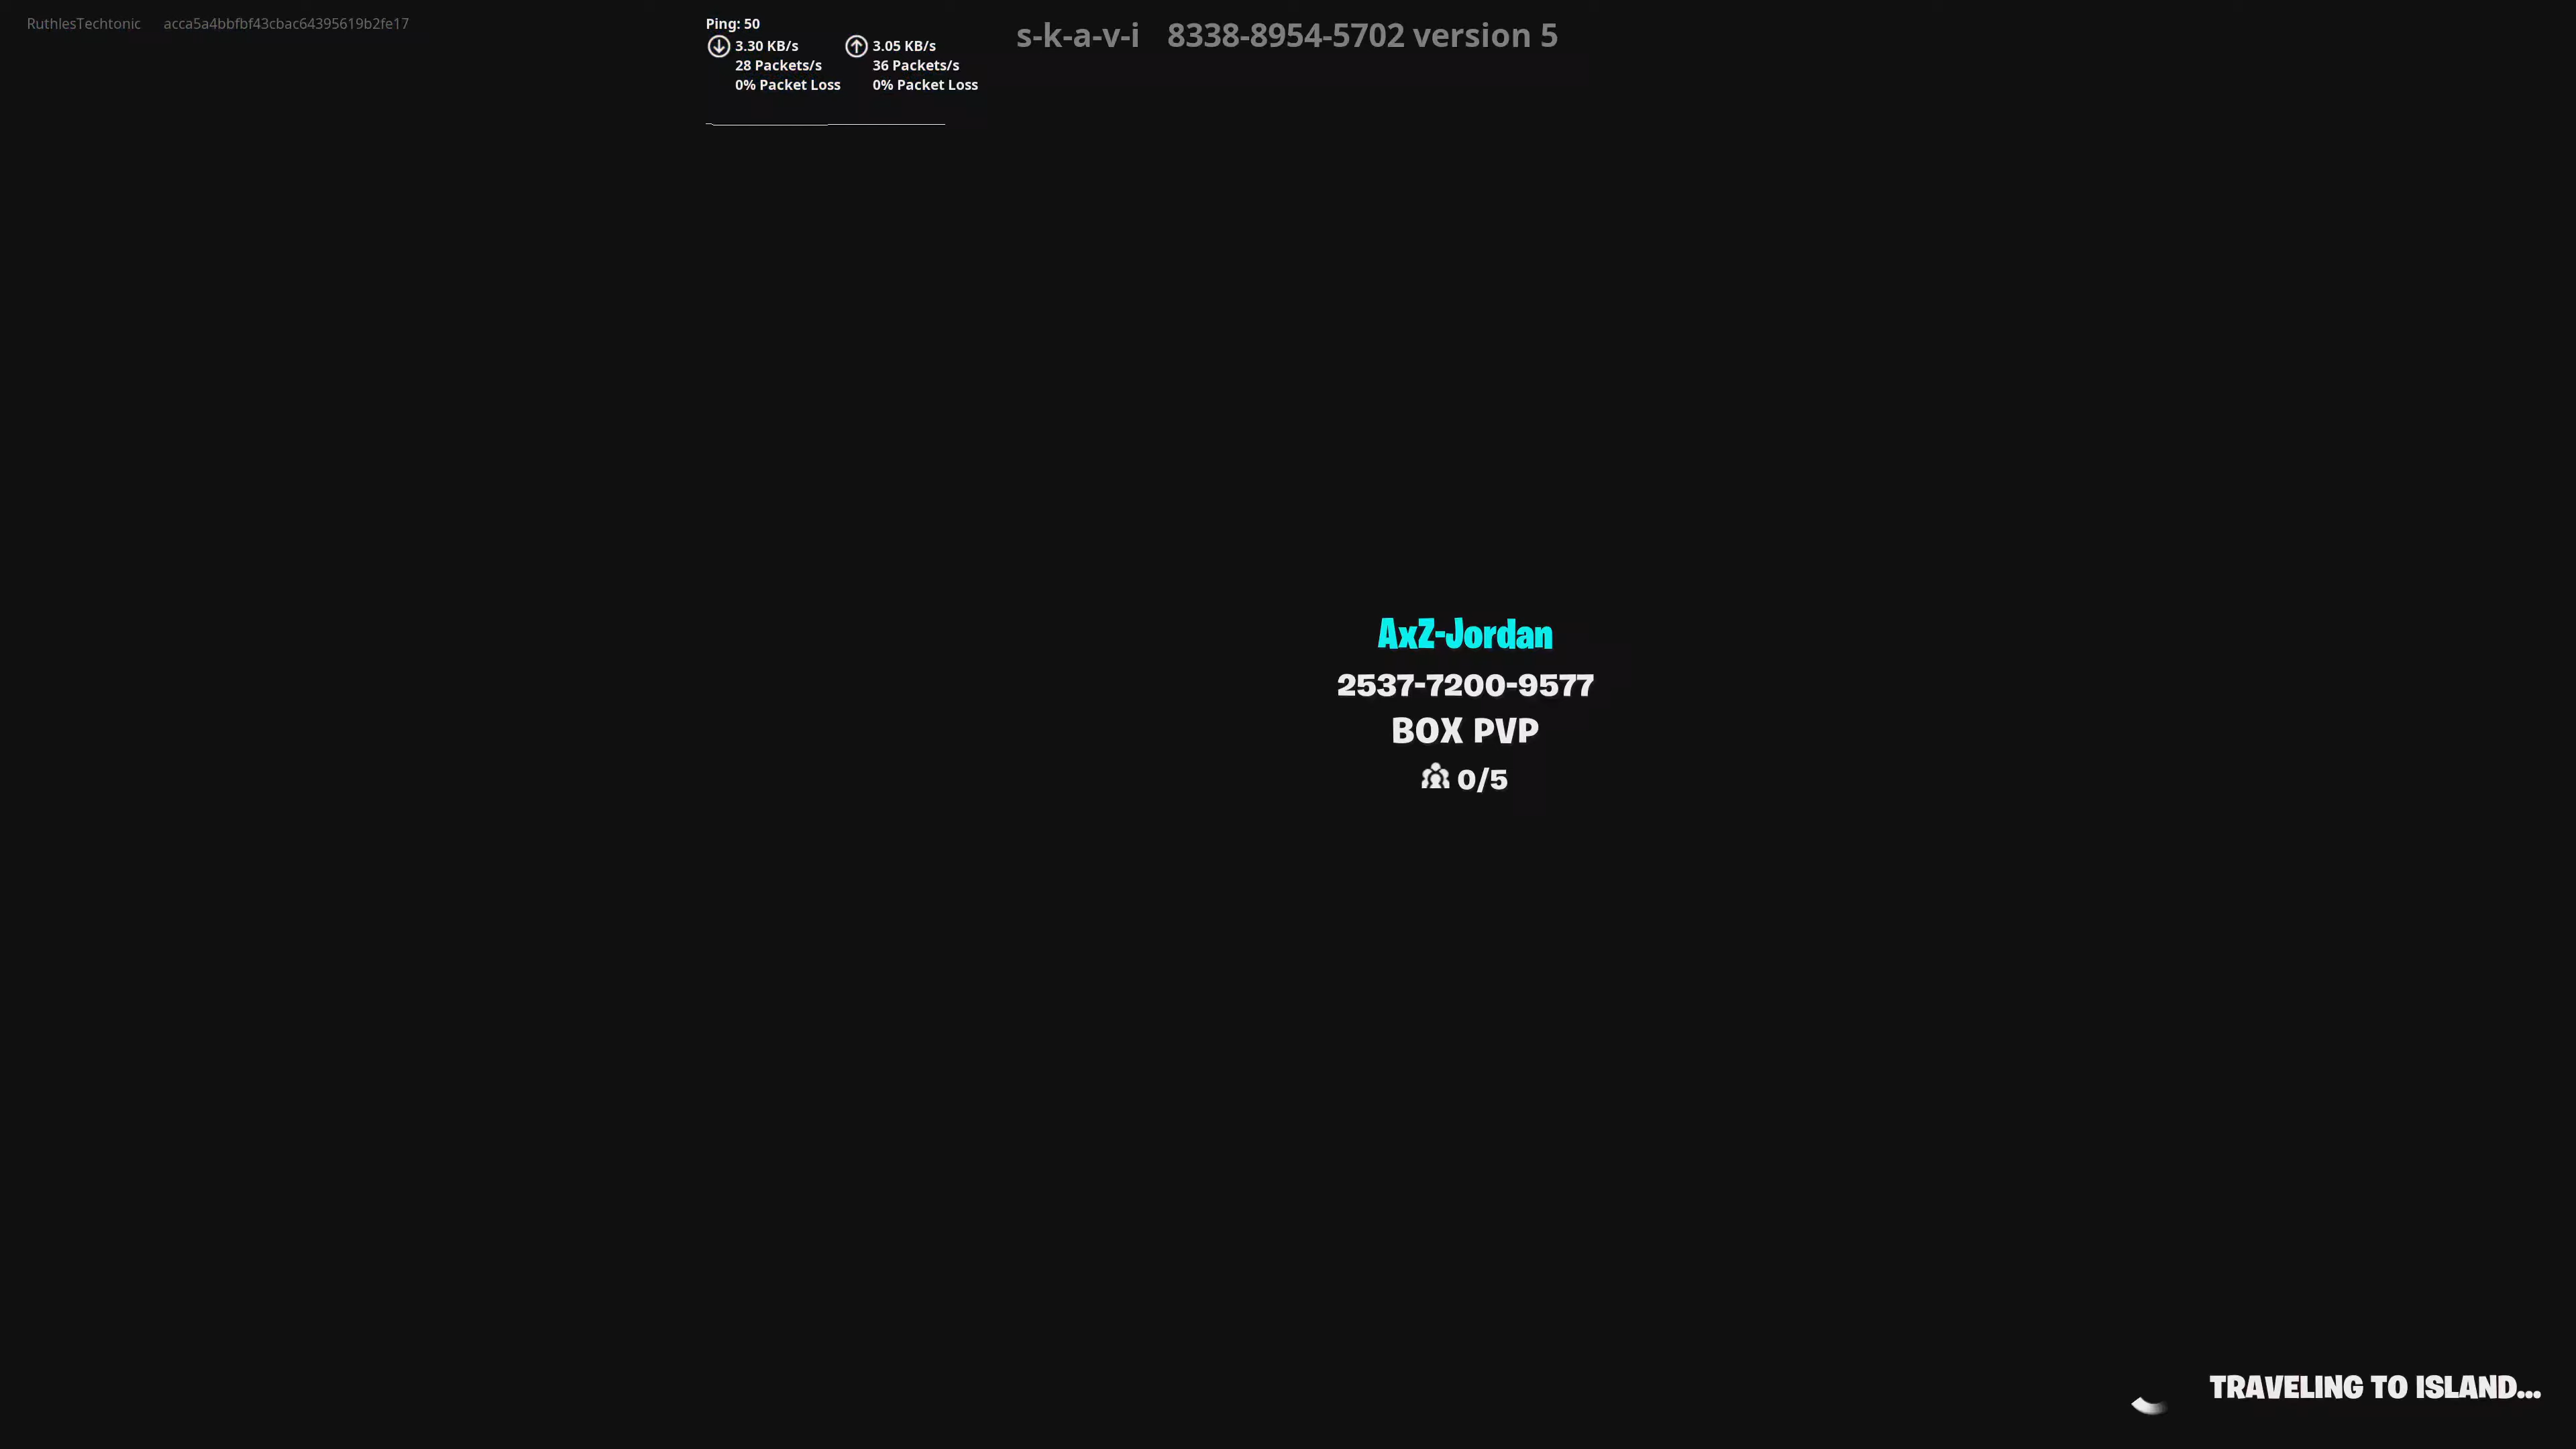 RuthlesTechtonic acca5a4bbfbf43cbac64395619b2fe17
Ping: 50
3.30 KB/s 3.05 KB/s
28 Packets/s 36 Packets/s
0% Packet Loss 0% Packet Loss
s-k-a-v-i 8338-8954-5702 version 5
AxZ-Jordan
2537-7200-9577
BOX PVP
0/5
TRAVELING TO ISLAND...